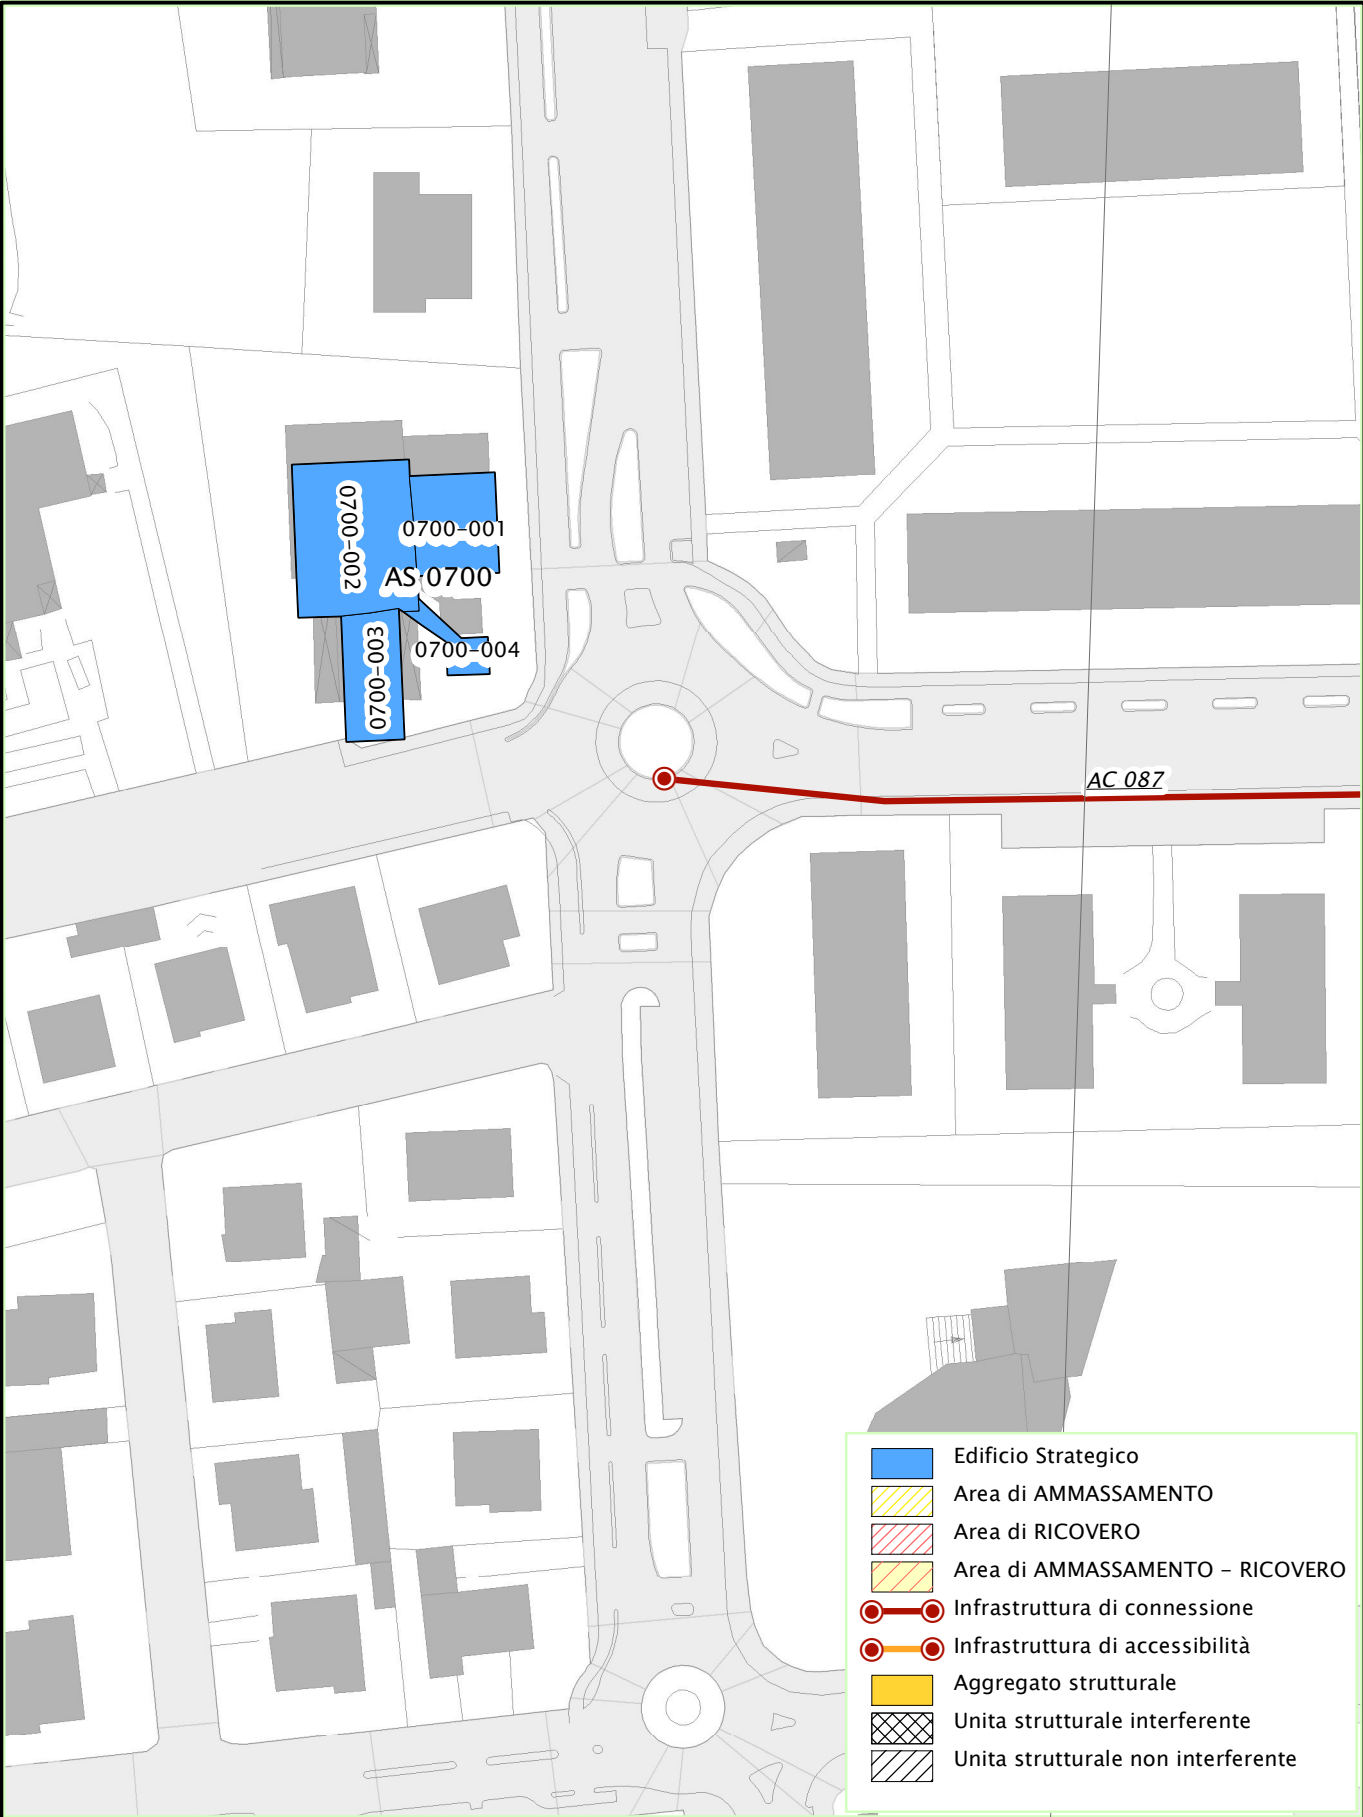 0700-002
0700-001
AS 0700
0700-003
0700-004
AC 087
Edificio Strategico
Area di AMMASSAMENTO
Area di RICOVERO
Area di AMMASSAMENTO - RICOVERO
Infrastruttura di connessione
Infrastruttura di accessibilità
Aggregato strutturale
Unita strutturale interferente
Unita strutturale non interferente